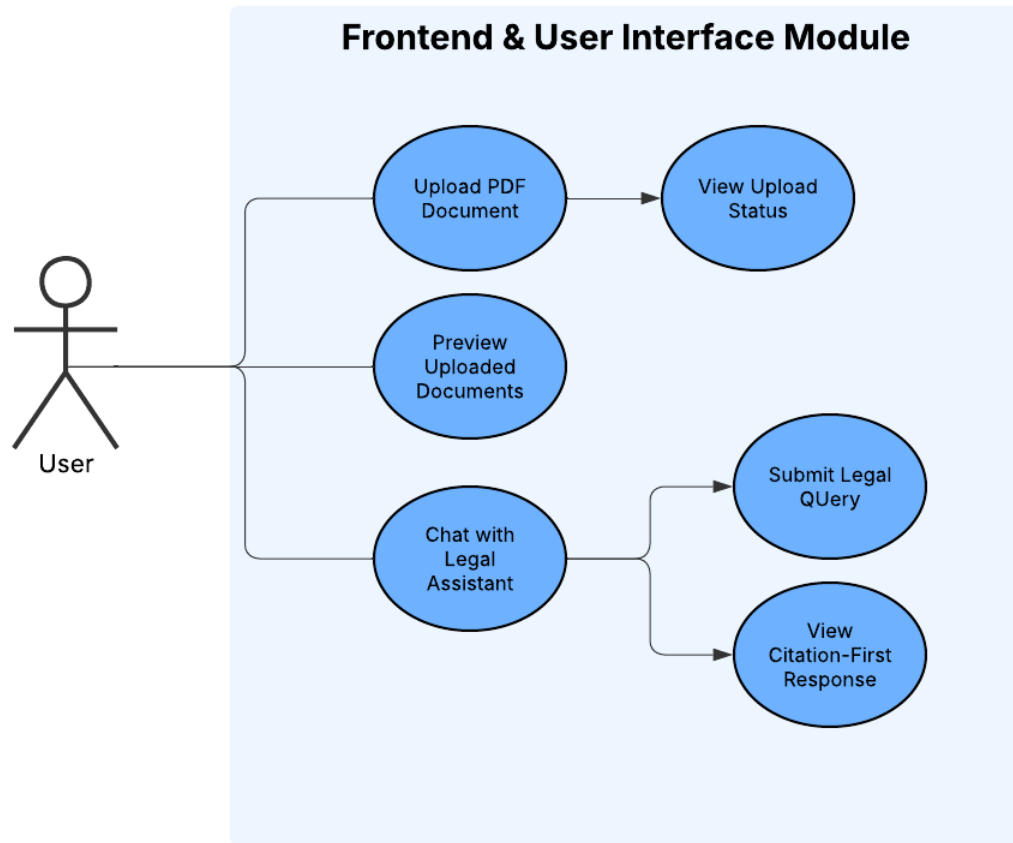 Frontend & User Interface Module
Upload PDF
Document
View Upload
Status
Preview
Uploaded
Documents
User
Chat with
Legal
Assistant
Submit Legal
QUery
View
Citation-First
Response